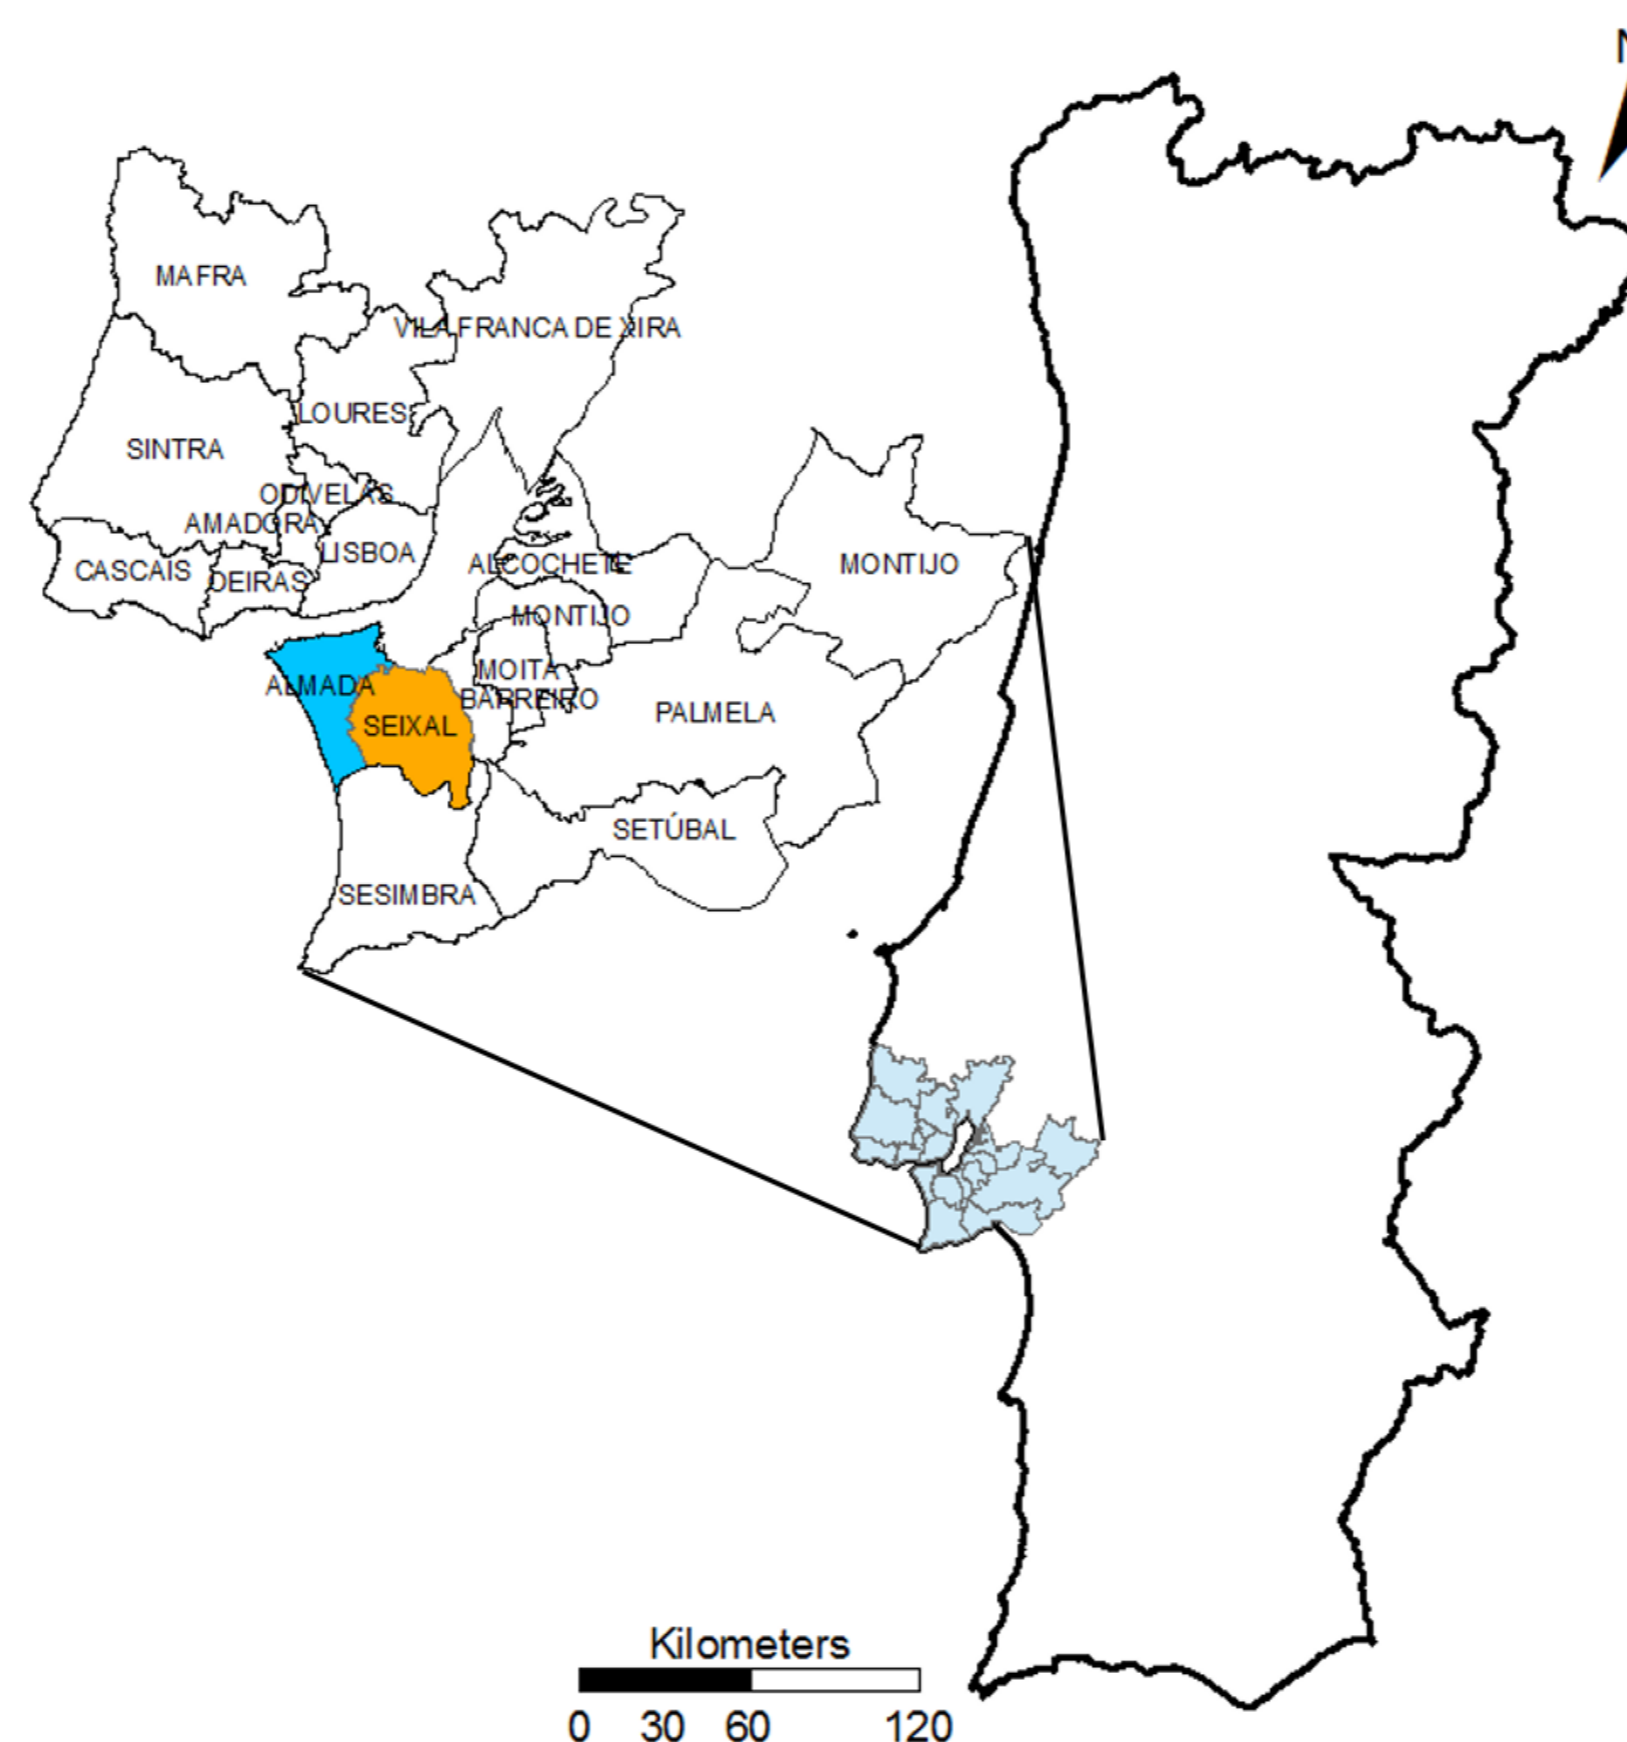 N
MAFRA
VILA FRANCA DE XIRA
LOURES
SINTRA
ODIVELAS
AMADORA
LISBOA
CASCAIS
OEIRAS
ALCOCHETE
MONTIJO
MONTIJO
MOITA
ALMADA
BARREIRO
SEIXAL
PALMELA
SETÚBAL
SESIMBRA
Kilometers
0 30 60 120